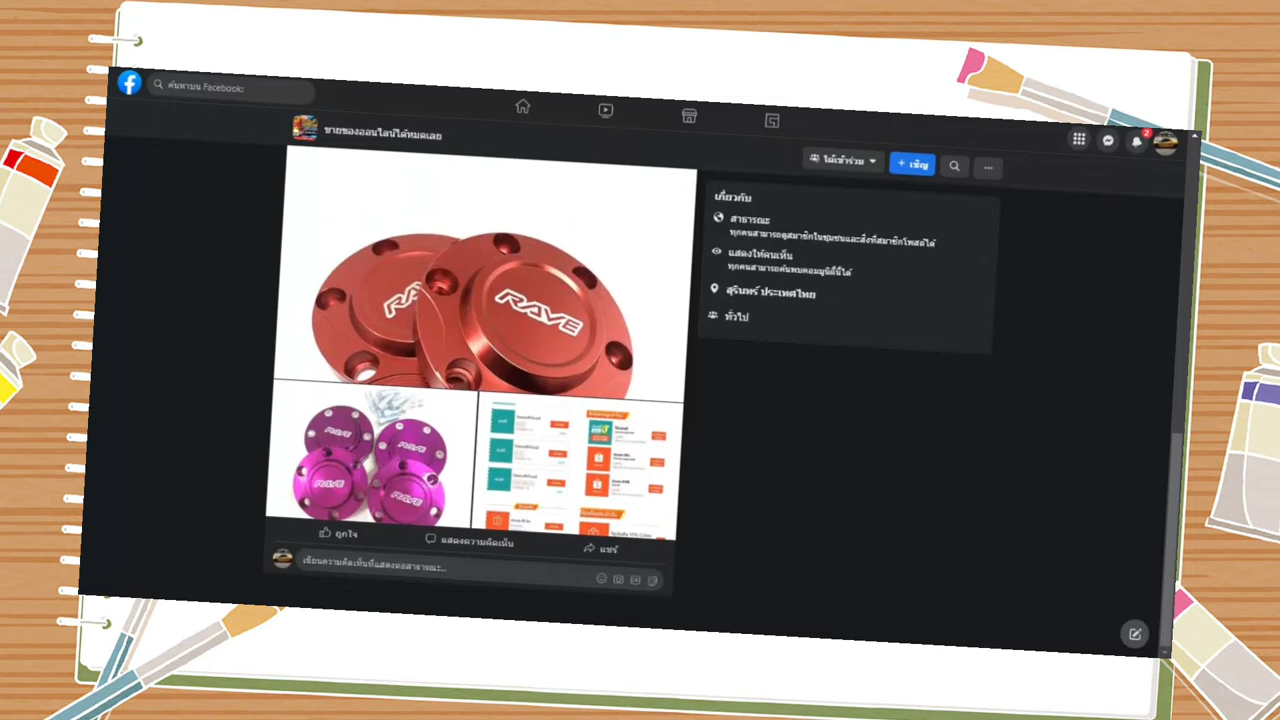 ค้นหาบน Facebook:
2
ขายของออนไลน์ได้หมดเลย
ได้เข้าร่วม
+ เชิญ
เกี่ยวกับ
สาธารณะ
ทุกคนสามารถดูสมาชิกในชุมชนและสิ่งที่สมาชิกโพสต์ได้
แสดงให้คนเห็น
ทุกคนสามารถค้นพบคอมมูนิตี้นี้ได้
สุรินทร์ ประเทศไทย
ทั่วไป
RAVE
RAVE
RAVE
RAVE
RAVE
ถูกใจ
แสดงความคิดเห็น
แชร์
เขียนความคิดเห็นที่แสดงต่อสาธารณะ...